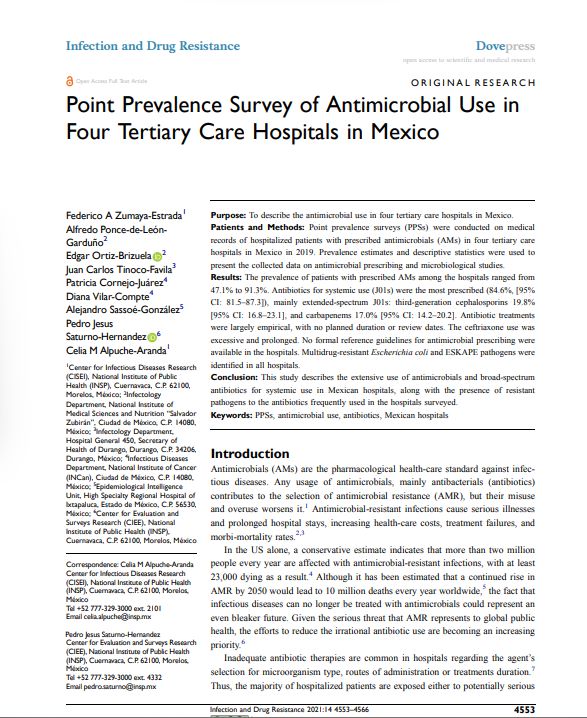 Infection and Drug Resistance
Dovepress
open access to scientific and medical research
Open Access Full Text Article
ORIGINAL RESEARCH
Point Prevalence Survey of Antimicrobial Use in
Four Tertiary Care Hospitals in Mexico
Federico A Zumaya-Estrada1
Alfredo Ponce-de-León-
Garduño2
Edgar Ortiz-Brizuela 2
Juan Carlos Tinoco-Favila3
Patricia Cornejo-Juárez4
Diana Vilar-Compte4
Alejandro Sassoé-González5
Pedro Jesus
Saturno-Hernandez 6
Celia M Alpuche-Aranda1
1Center for Infectious Diseases Research
(CISEI), National Institute of Public
Health (INSP), Cuernavaca, C.P. 62100,
Morelos, México; 2Infectology
Department, National Institute of
Medical Sciences and Nutrition “Salvador
Zubirán”, Ciudad de México, C.P. 14080,
México; 3Infectology Department,
Hospital General 450, Secretary of
Health of Durango, Durango, C.P. 34206,
Durango, México; 4Infectious Diseases
Department, National Institute of Cancer
(INCan), Ciudad de México, C.P. 14080,
México; 5Epidemiological Intelligence
Unit, High Specialty Regional Hospital of
Ixtapaluca, Estado de México, C.P. 56530,
México; 6Center for Evaluation and
Surveys Research (CIEE), National
Institute of Public Health (INSP),
Cuernavaca, C.P. 62100, Morelos, México
Correspondence: Celia M Alpuche-Aranda
Center for Infectious Diseases Research
(CISEI), National Institute of Public Health
(INSP), Cuernavaca, C.P. 62100, Morelos,
México
Tel +52 777-329-3000 ext. 2101
Email celia.alpuche@insp.mx
Pedro Jesus Saturno-Hernandez
Center for Evaluation and Surveys Research
(CIEE), National Institute of Public Health
(INSP), Cuernavaca, C.P. 62100, Morelos,
México
Tel +52 777-329-3000 ext. 4332
Email pedro.saturno@insp.mx
Purpose: To describe the antimicrobial use in four tertiary care hospitals in Mexico.
Patients and Methods: Point prevalence surveys (PPSs) were conducted on medical
records of hospitalized patients with prescribed antimicrobials (AMs) in four tertiary care
hospitals in Mexico in 2019. Prevalence estimates and descriptive statistics were used to
present the collected data on antimicrobial prescribing and microbiological studies.
Results: The prevalence of patients with prescribed AMs among the hospitals ranged from
47.1% to 91.3%. Antibiotics for systemic use (J01s) were the most prescribed (84.6%, [95%
CI: 81.5–87.3]), mainly extended-spectrum J01s: third-generation cephalosporins 19.8%
[95% CI: 16.8–23.1], and carbapenems 17.0% [95% CI: 14.2–20.2]. Antibiotic treatments
were largely empirical, with no planned duration or review dates. The ceftriaxone use was
excessive and prolonged. No formal reference guidelines for antimicrobial prescribing were
available in the hospitals. Multidrug-resistant Escherichia coli and ESKAPE pathogens were
identified in all hospitals.
Conclusion: This study describes the extensive use of antimicrobials and broad-spectrum
antibiotics for systemic use in Mexican hospitals, along with the presence of resistant
pathogens to the antibiotics frequently used in the hospitals surveyed.
Keywords: PPSs, antimicrobial use, antibiotics, Mexican hospitals
Introduction
Antimicrobials (AMs) are the pharmacological health-care standard against infec-
tious diseases. Any usage of antimicrobials, mainly antibacterials (antibiotics)
contributes to the selection of antimicrobial resistance (AMR), but their misuse
and overuse worsens it.1 Antimicrobial-resistant infections cause serious illnesses
and prolonged hospital stays, increasing health-care costs, treatment failures, and
morbi-mortality rates.2,3
In the US alone, a conservative estimate indicates that more than two million
people every year are affected with antimicrobial-resistant infections, with at least
23,000 dying as a result.4 Although it has been estimated that a continued rise in
AMR by 2050 would lead to 10 million deaths every year worldwide,5 the fact that
infectious diseases can no longer be treated with antimicrobials could represent an
even bleaker future. Given the serious threat that AMR represents to global public
health, the efforts to reduce the irrational antibiotic use are becoming an increasing
priority.6
Inadequate antibiotic therapies are common in hospitals regarding the agent’s
selection for microorganism type, routes of administration or treatments duration.7
Thus, the majority of hospitalized patients are exposed either to potentially serious
Infection and Drug Resistance 2021:14 4553–4566
4553